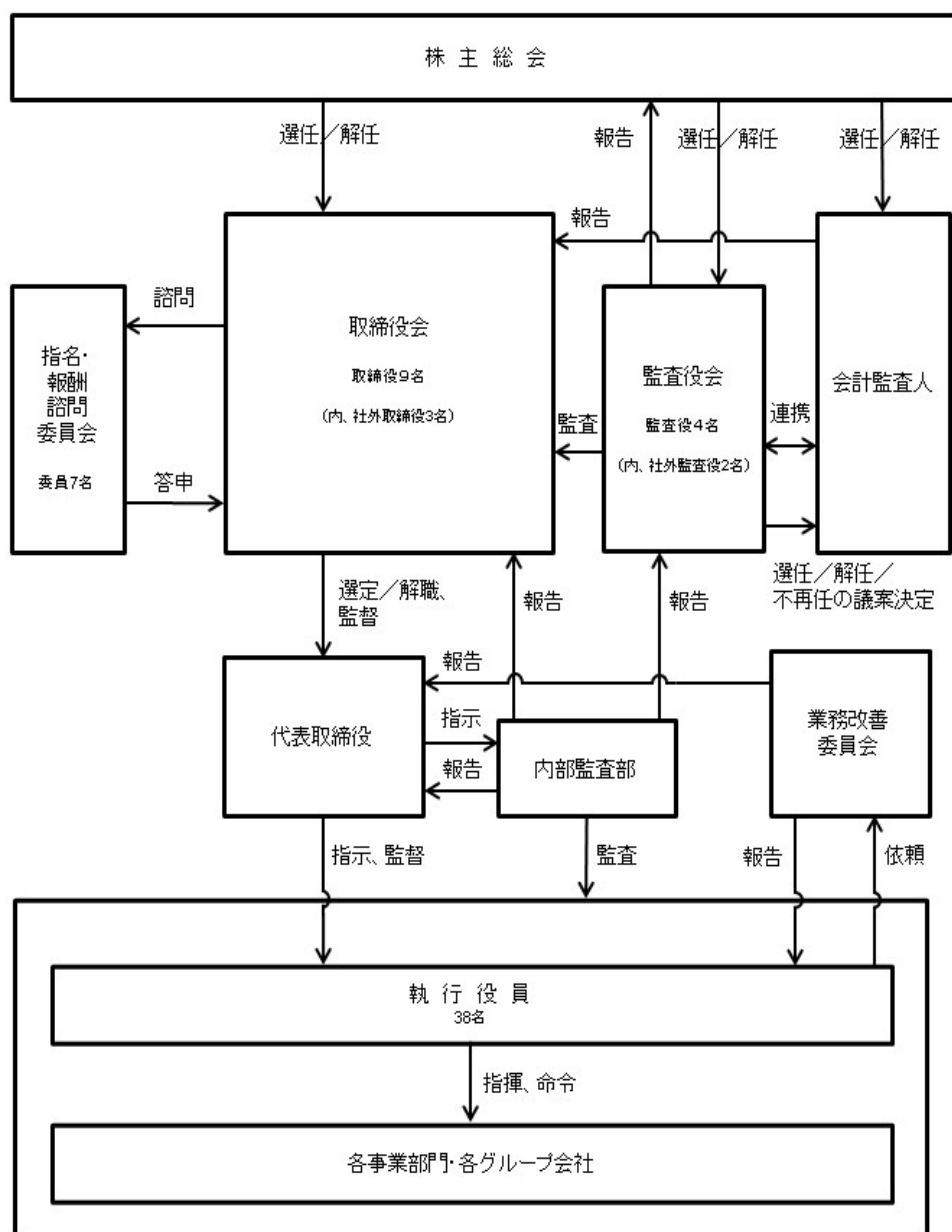 株主総会
選任／解任
報告
選任／解任
選任／解任
報告
諮問
取締役会
取締役9名
（内、社外取締役3名）
指名・
報酬
諮問
委員会
委員7名
答申
監査役会
監査役4名
（内、社外監査役2名）
監査
連携
会計監査人
選任／解任／
不再任の議案決定
選定／解職、
監督
報告
報告
報告
代表取締役
指示
報告
内部監査部
業務改善
委員会
指示、監督
監査
報告
依頼
執行役員
38名
指揮、命令
各事業部門・各グループ会社